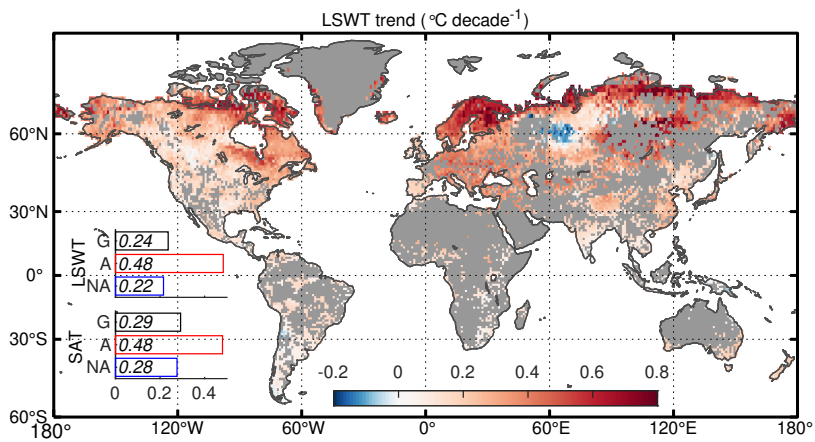 LSWT trend (°C decade-1)
60°N
30°N
0°
30°S
60°S
LSWT
G 0.24
A 0.48
NA 0.22
SAT
G 0.29
A 0.48
NA 0.28
0 0.2 0.4
-0.2 0 0.2 0.4 0.6 0.8
180° 120°W 60°W 0° 60°E 120°E 180°